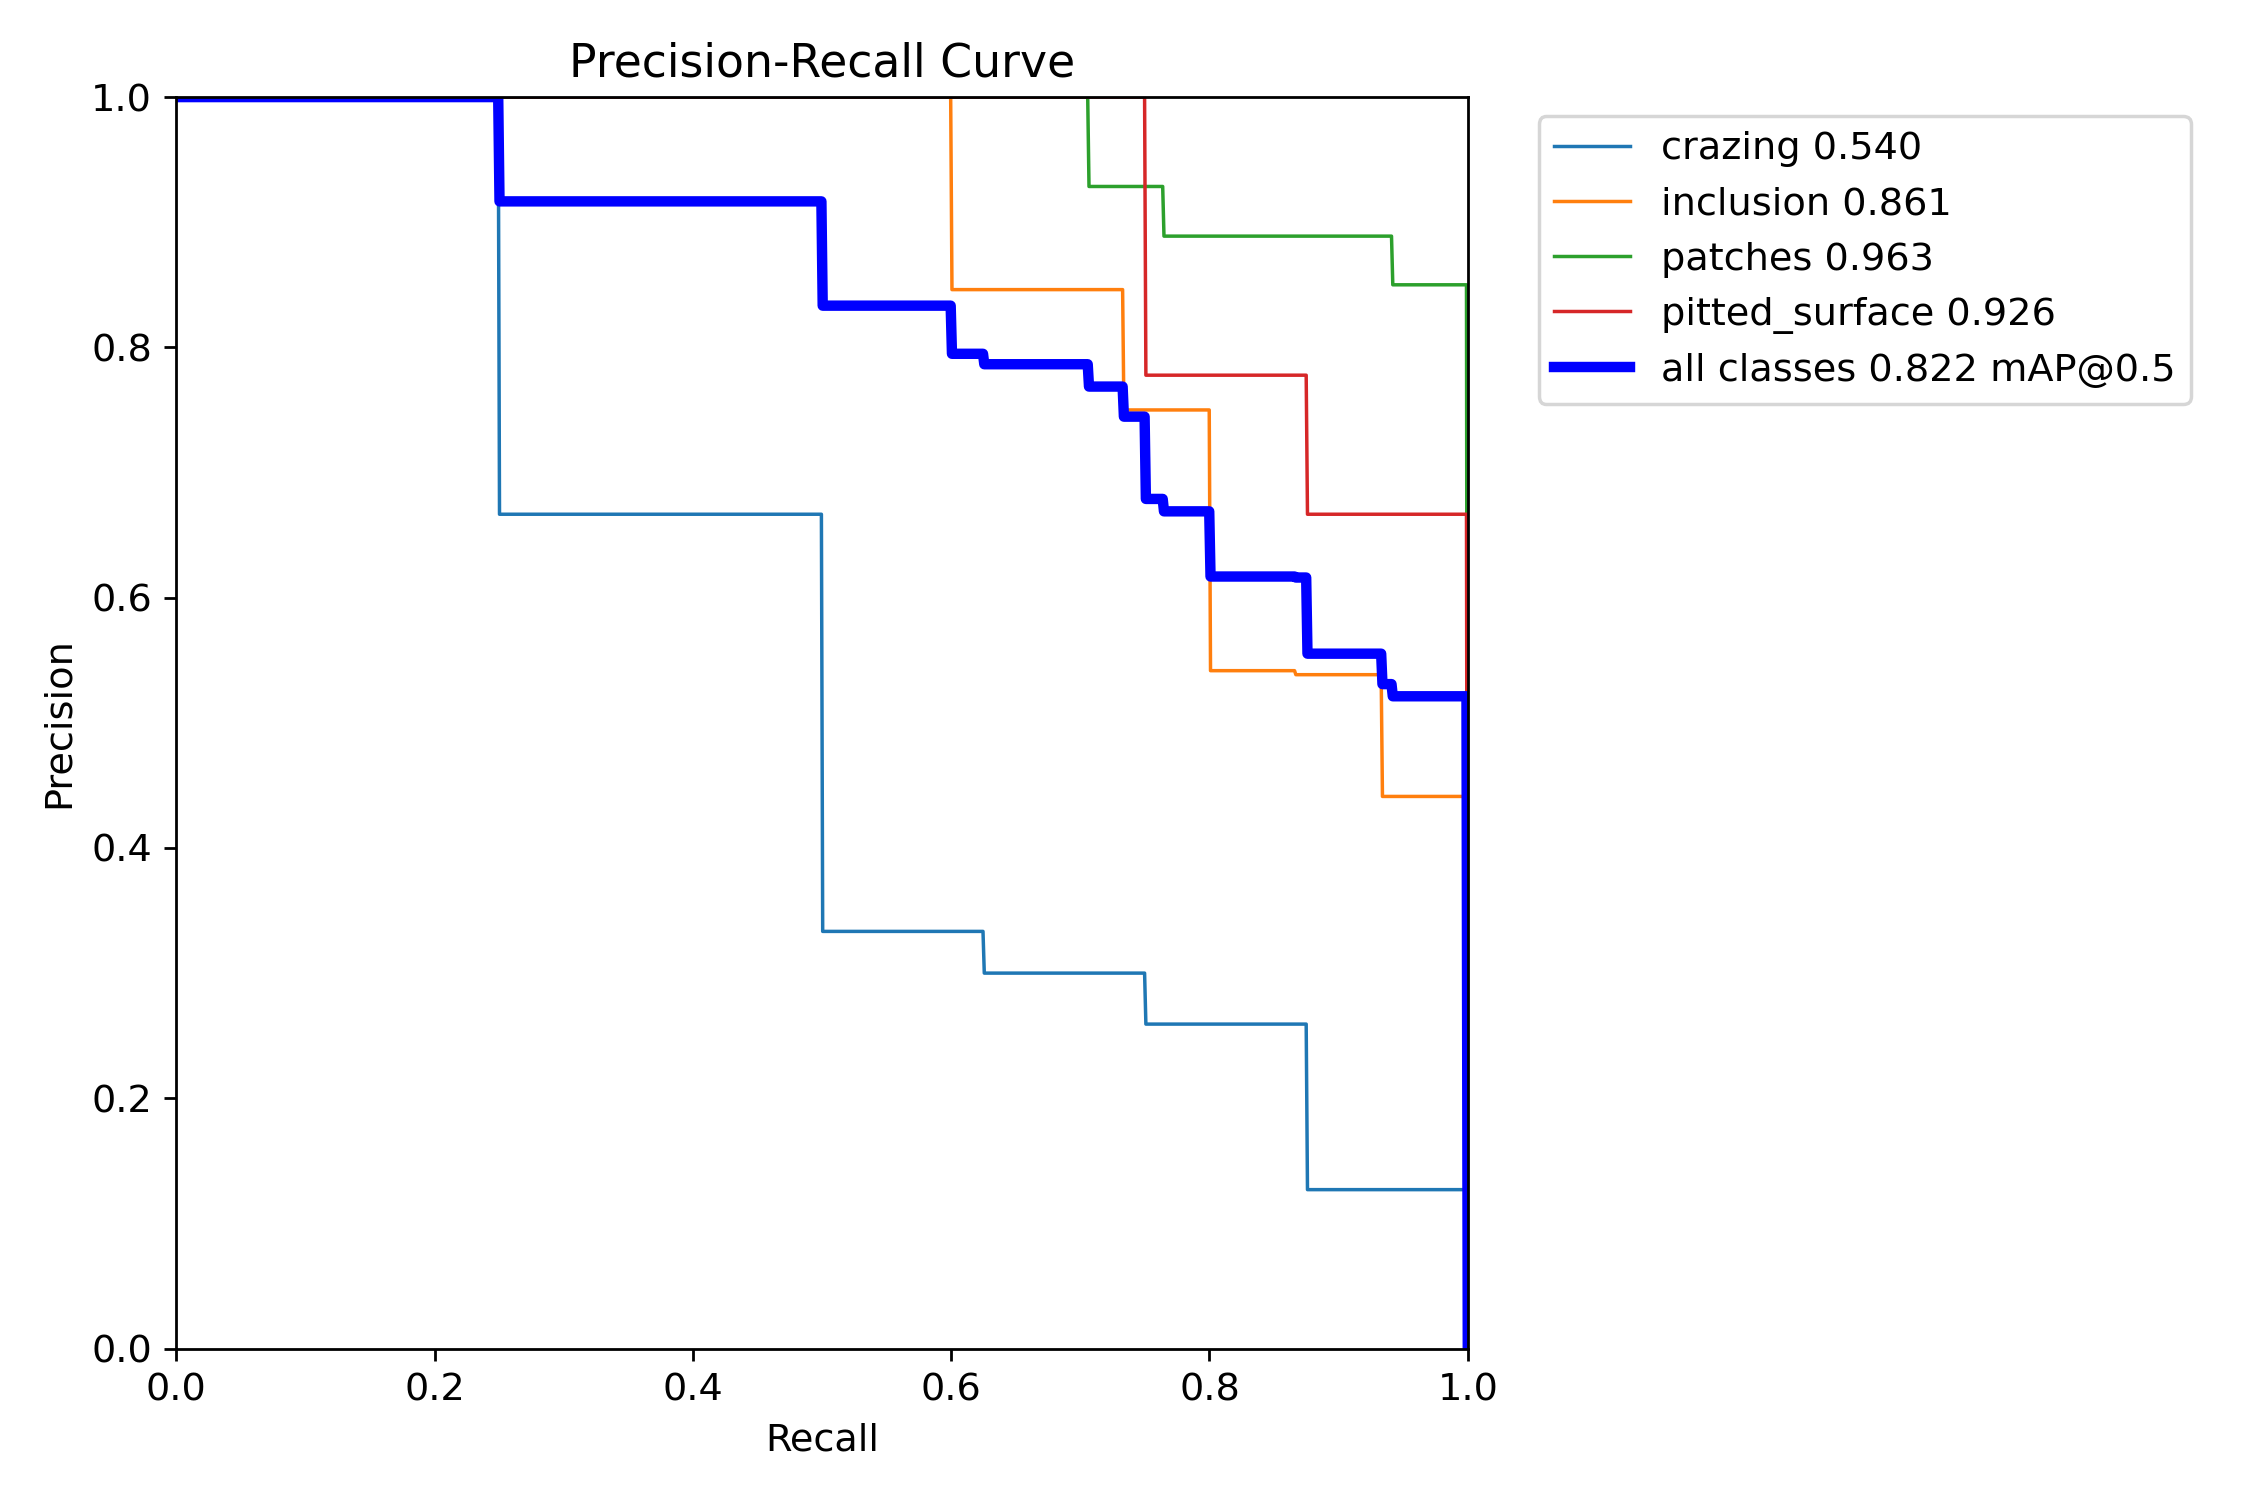 Precision-Recall Curve
1.0
0.8
0.6
0.4
0.2
0.0
Precision
0.0 0.2 0.4 0.6 0.8 1.0
Recall
crazing 0.540
inclusion 0.861
patches 0.963
pitted_surface 0.926
all classes 0.822 mAP@0.5